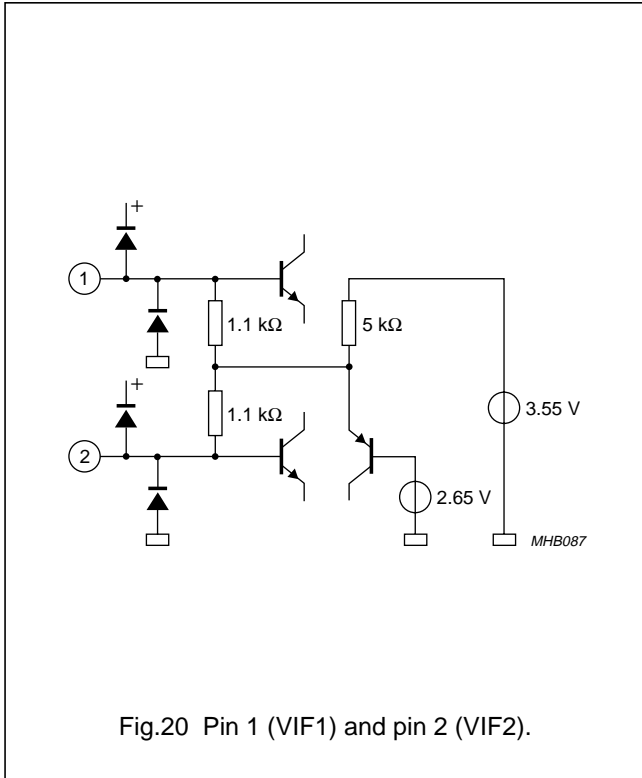 +
1
1.1 kΩ
5 kΩ
+
1.1 kΩ
3.55 V
2
2.65 V
MHB087
Fig.20 Pin 1 (VIF1) and pin 2 (VIF2).